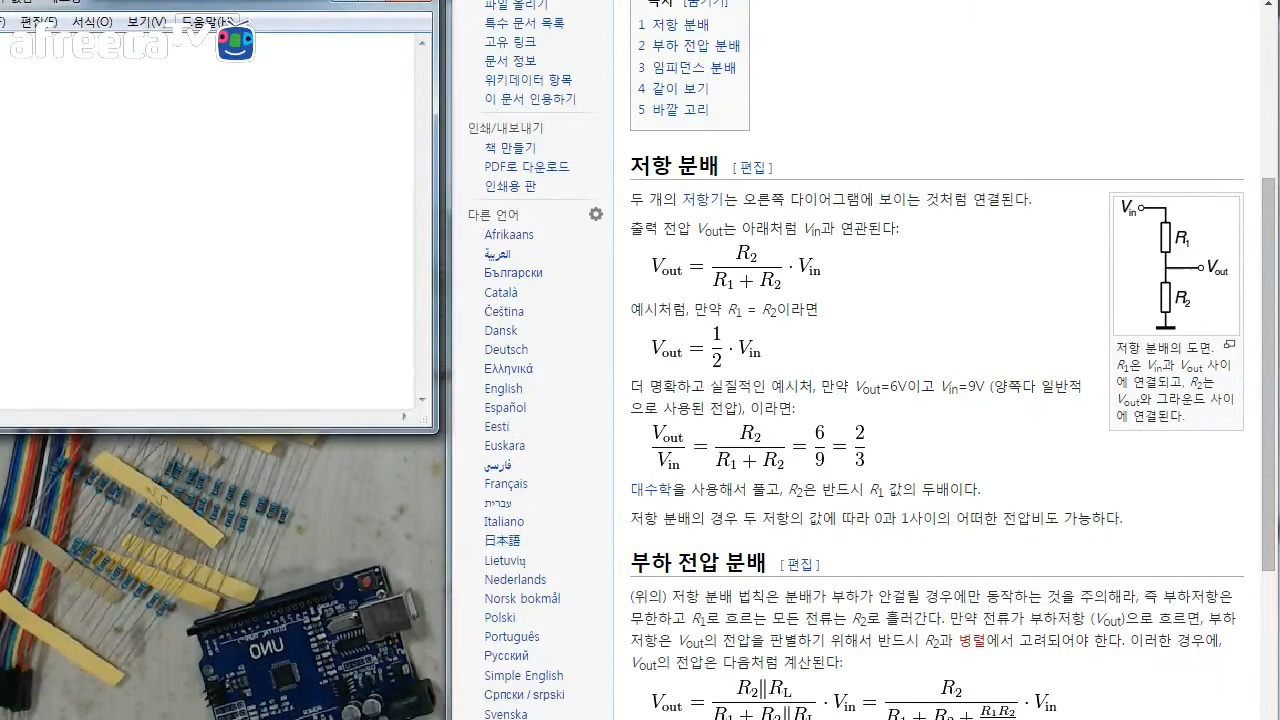 편집(E) 서식(O) 보기(V) 도움말(H)
afreecaTV
파일 올리기
특수 문서 목록
고유 링크
문서 정보
위키데이터 항목
이 문서 인용하기
인쇄/내보내기
책 만들기
PDF로 다운로드
인쇄용 판
다른 언어
Afrikaans
العربية
Български
Català
Čeština
Dansk
Deutsch
Ελληνικά
English
Español
Eesti
Euskara
فارسی
Français
עברית
Italiano
日本語
Lietuvių
Nederlands
Norsk bokmål
Polski
Português
Русский
Simple English
Српски / srpski
Svenska
1 저항 분배
2 부하 전압 분배
3 임피던스 분배
4 같이 보기
5 바깥 고리
저항 분배 [편집]
두 개의 저항기는 오른쪽 다이어그램에 보이는 것처럼 연결된다.
출력 전압 Vout는 아래처럼 Vin과 연관된다:
Vout = R2 / (R1 + R2) · Vin
예시처럼, 만약 R1 = R2이라면
Vout = 1/2 · Vin
더 명확하고 실질적인 예시처, 만약 Vout=6V이고 Vin=9V (양쪽다 일반적
으로 사용된 전압), 이라면:
Vout / Vin = R2 / (R1 + R2) = 6/9 = 2/3
대수학을 사용해서 풀고, R2은 반드시 R1 값의 두배이다.
저항 분배의 경우 두 저항의 값에 따라 0과 1사이의 어떠한 전압비도 가능하다.
Vin
R1
Vout
R2
저항 분배의 도면.
R1은 Vin과 Vout 사이
에 연결되고, R2는
Vout와 그라운드 사이
에 연결된다.
부하 전압 분배 [편집]
(위의) 저항 분배 법칙은 분배가 부하가 안걸릴 경우에만 동작하는 것을 주의해라, 즉 부하저항은
무한하고 R1로 흐르는 모든 전류는 R2로 흘러간다. 만약 전류가 부하저항 (Vout)으로 흐르면, 부하
저항은 Vout의 전압을 판별하기 위해서 반드시 R2과 병렬에서 고려되어야 한다. 이러한 경우에,
Vout의 전압은 다음처럼 계산된다:
Vout = R2∥RL / (R1 + R2∥RL) · Vin = R2 / (R1 + R2 + R1R2) · Vin
UNO